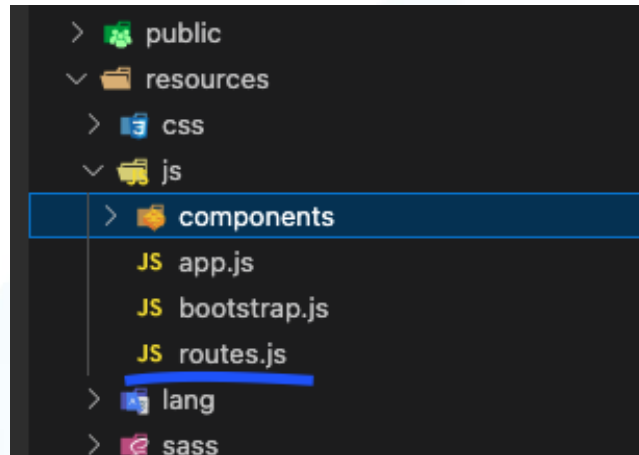 public
resources
css
js
components
JS app.js
JS bootstrap.js
JS routes.js
lang
sass